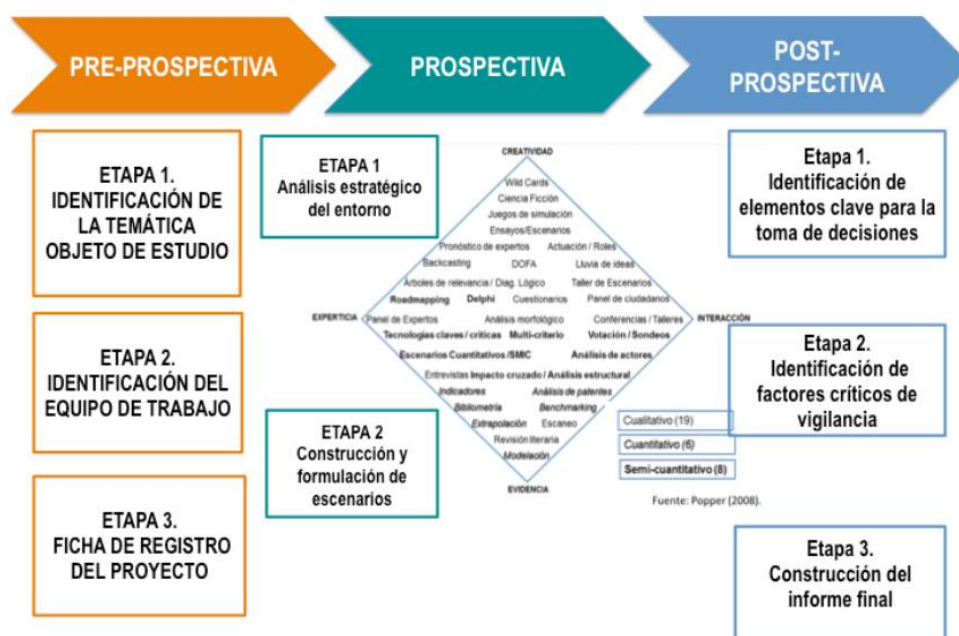 PRE-PROSPECTIVA
PROSPECTIVA
POST-
PROSPECTIVA
ETAPA 1.
IDENTIFICACIÓN DE
LA TEMÁTICA
OBJETO DE ESTUDIO
ETAPA 2.
IDENTIFICACIÓN DEL
EQUIPO DE TRABAJO
ETAPA 3.
FICHA DE REGISTRO
DEL PROYECTO
ETAPA 1
Análisis estratégico
del entorno
ETAPA 2
Construcción y
formulación de
escenarios
CREATIVIDAD
Wild Cards
Ciencia Ficción
Juegos de simulación
Ensayos/Escenarios
Pronóstico de expertos Actuación / Roles
Backcasting DOFA Lluvia de ideas
Árboles de relevancia / Diag. Lógico Taller de Escenarios
Roadmapping Delphi Cuestionarios Panel de ciudadanos
EXPERTICIA Panel de Expertos Análisis morfológico Conferencias / Talleres INTERACCIÓN
Tecnologías claves / críticas Multi-criterio Votación / Sondeos
Escenarios Cuantitativos /SMIC Análisis de actores
Entrevistas Impacto cruzado / Análisis estructural
Indicadores Análisis de patentes
Bibliometría Benchmarking
Extrapolación Escaneo
Revisión literaria
Modelación
EVIDENCIA
Cualitativo (19)
Cuantitativo (6)
Semi-cuantitativo (8)
Fuente: Popper (2008).
Etapa 1.
Identificación de
elementos clave para la
toma de decisiones
Etapa 2.
Identificación de
factores críticos de
vigilancia
Etapa 3.
Construcción del
informe final